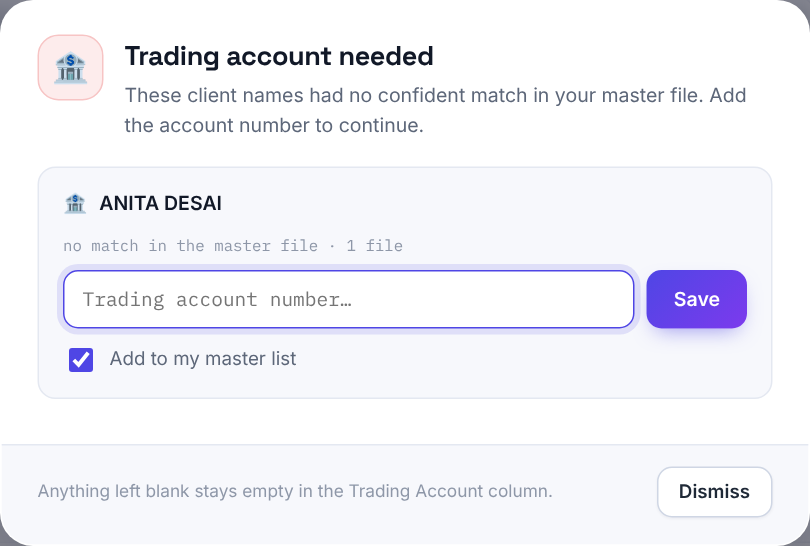 Trading account needed
These client names had no confident match in your master file. Add
the account number to continue.
ANITA DESAI
no match in the master file · 1 file
Trading account number…
Save
Add to my master list
Anything left blank stays empty in the Trading Account column.
Dismiss